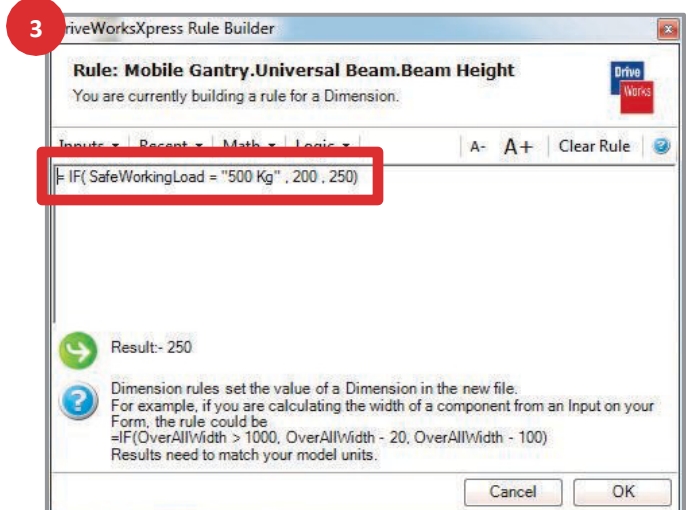 3
DriveWorksXpress Rule Builder
Rule: Mobile Gantry.Universal Beam.Beam Height
You are currently building a rule for a Dimension.
Drive
Works
Inputs Recent Math Logic A- A+ Clear Rule ?
= IF( SafeWorkingLoad = "500 Kg" , 200 , 250)
Result:- 250
? Dimension rules set the value of a Dimension in the new file.
For example, if you are calculating the width of a component from an Input on your
Form, the rule could be
=IF(OverAllWidth > 1000, OverAllWidth - 20, OverAllWidth - 100)
Results need to match your model units.
Cancel OK